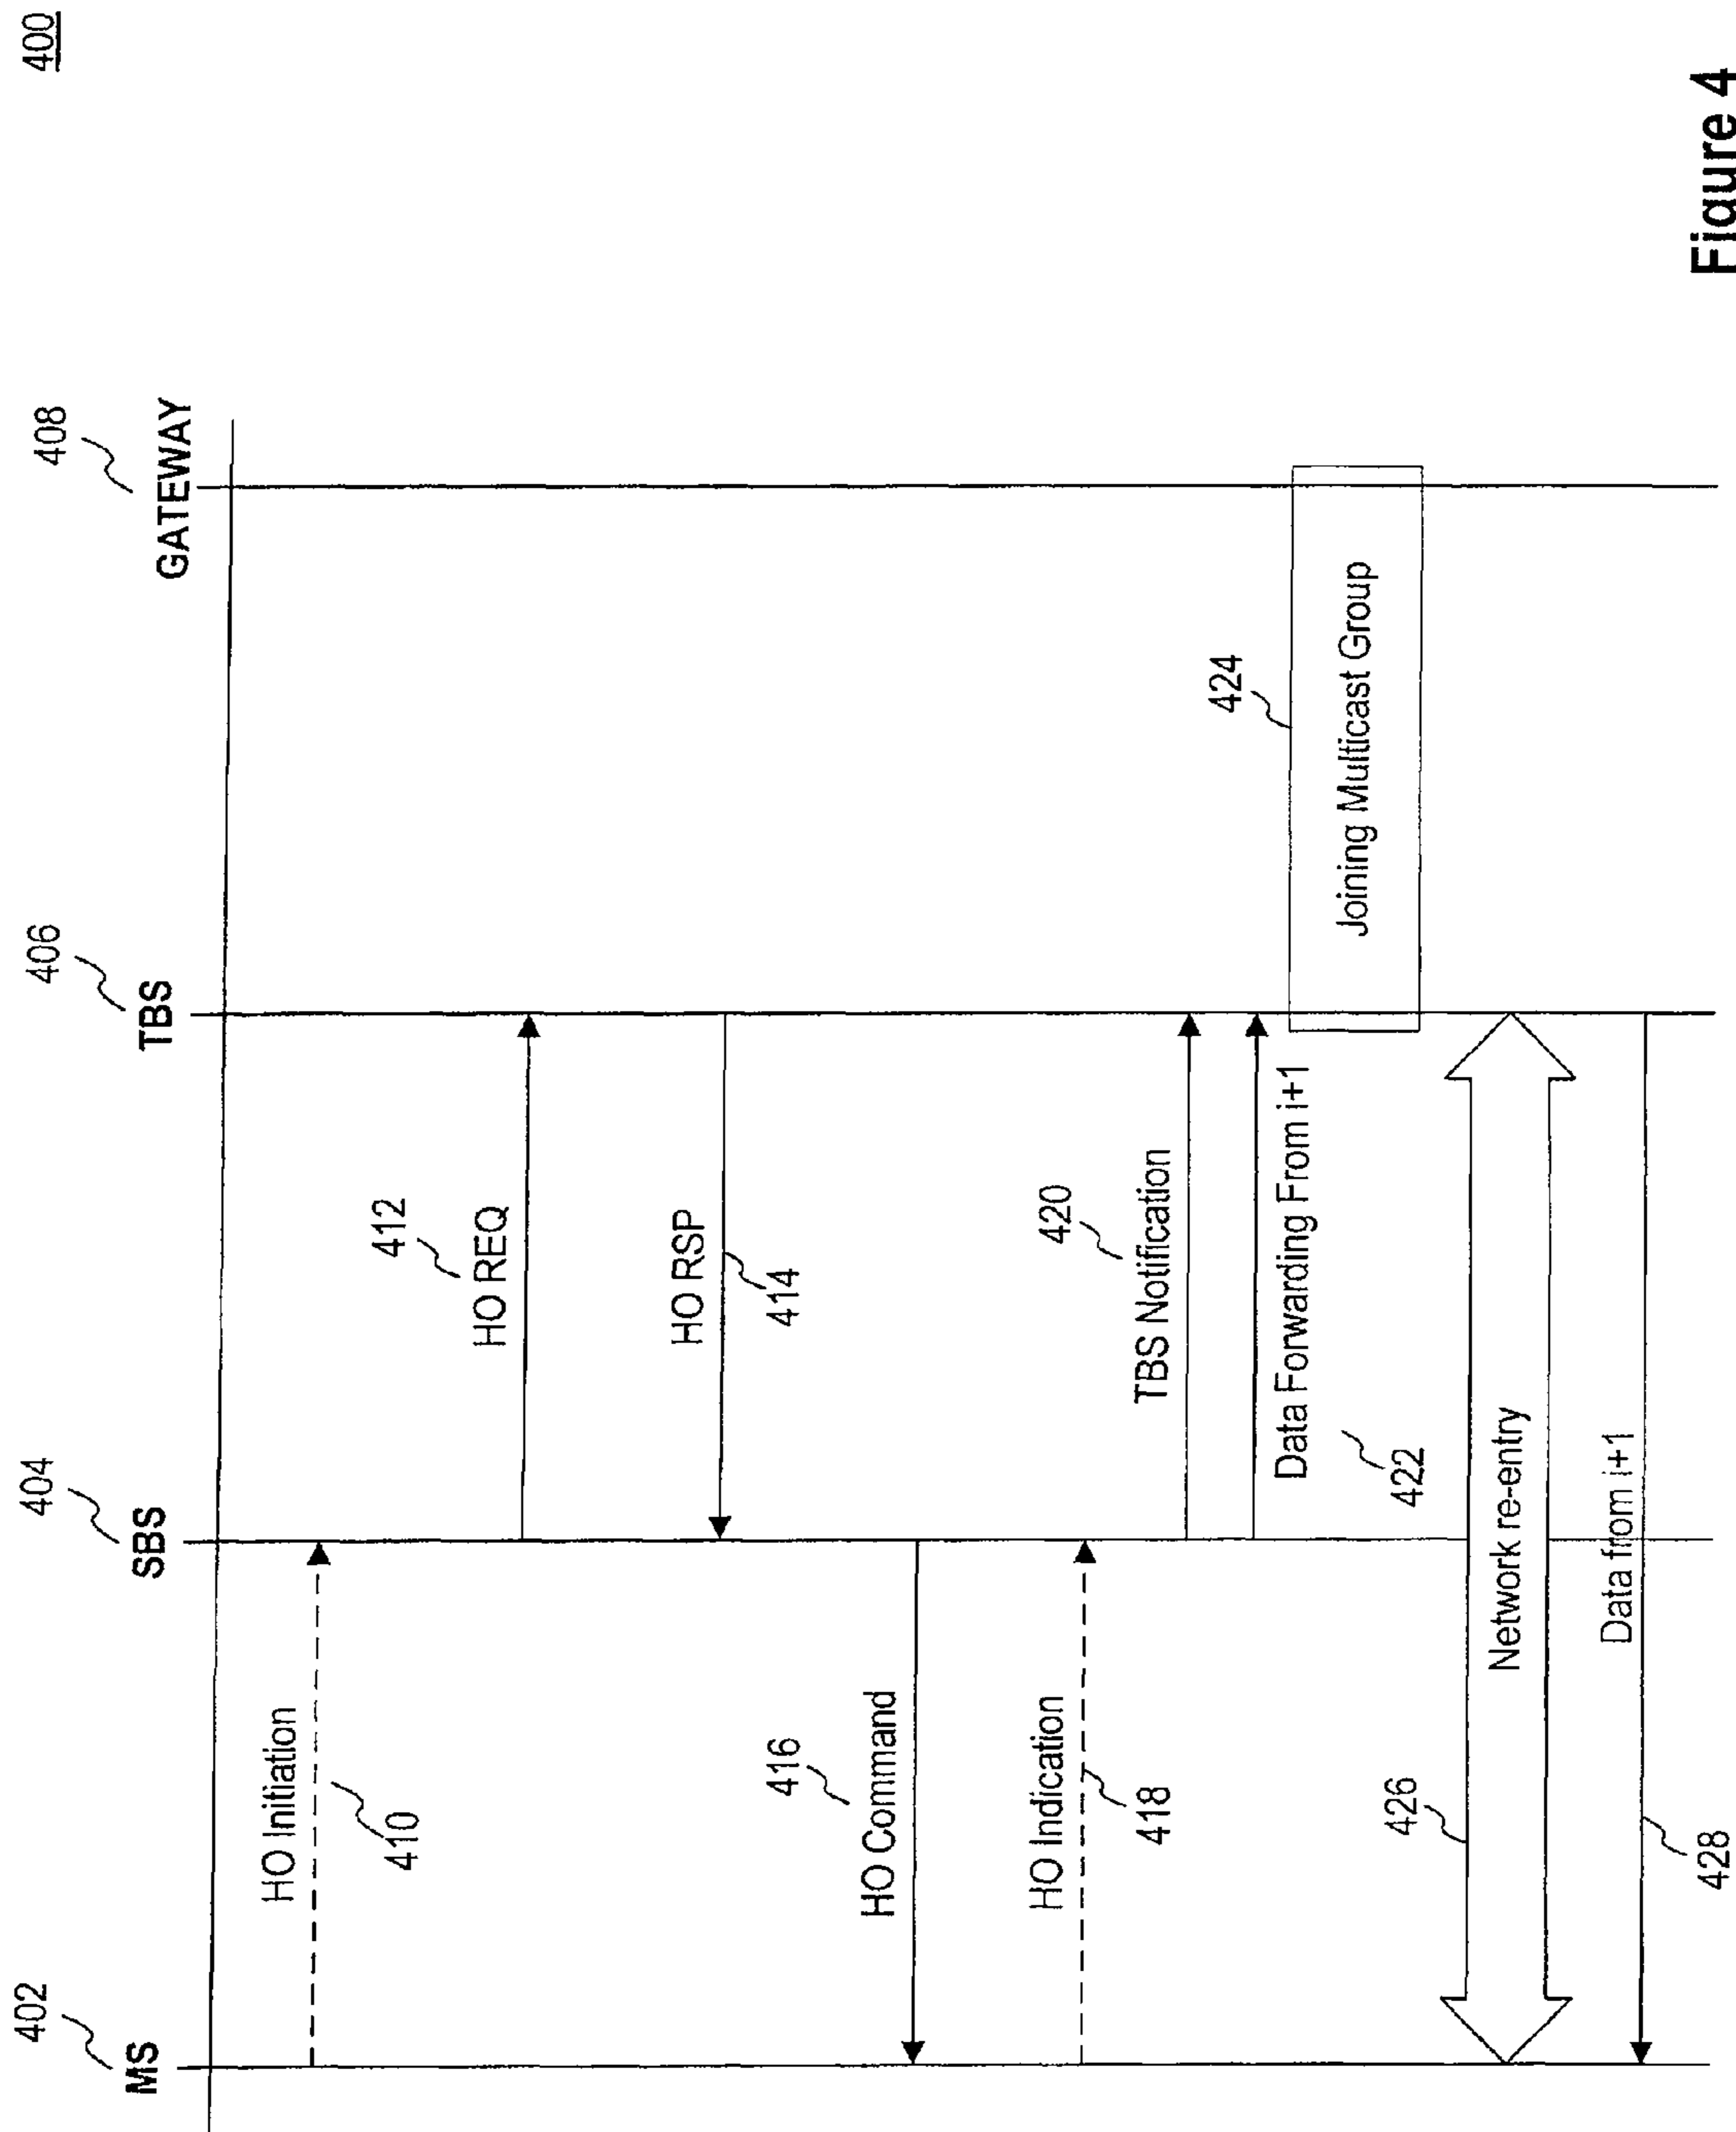 400
402
MS
404
SBS
406
TBS
408
GATEWAY
HO Initiation
410
412
HO REQ
HO RSP
414
416
HO Command
HO Indication
418
420
TBS Notification
Data Forwarding From i+1
422
424
Joining Multicast Group
426
Network re-entry
Data from i+1
428
Figure 4